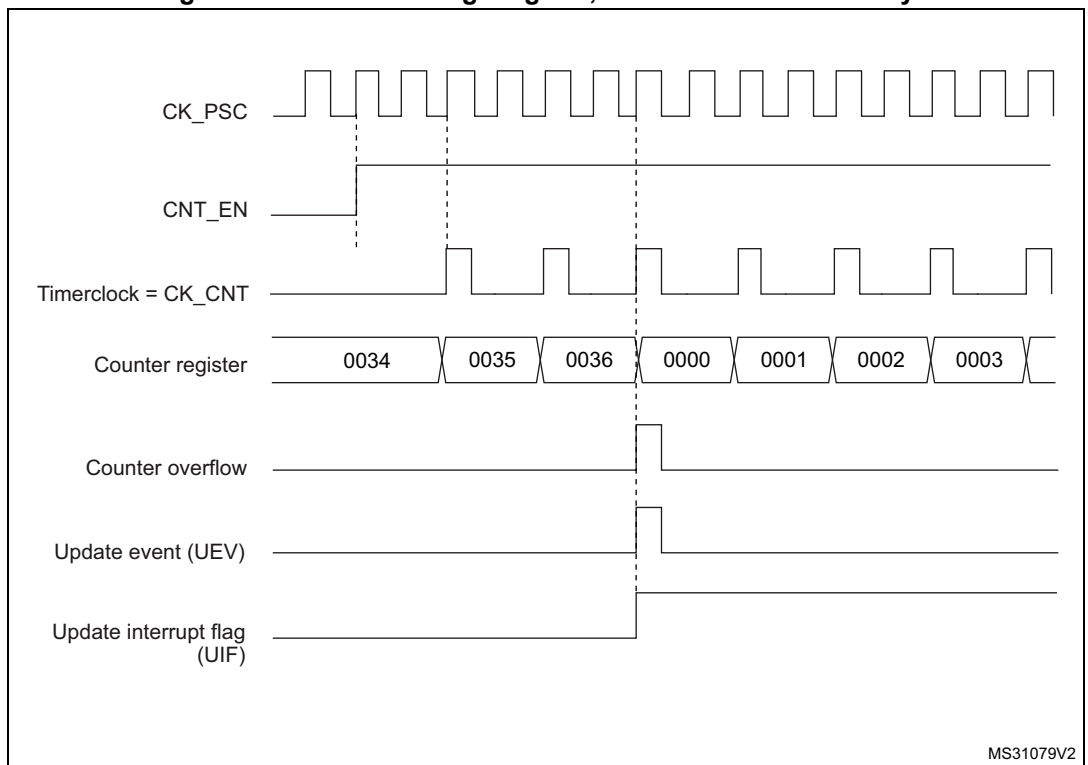 CK_PSC
CNT_EN
Timerclock = CK_CNT
Counter register 0034 0035 0036 0000 0001 0002 0003
Counter overflow
Update event (UEV)
Update interrupt flag
(UIF)
MS31079V2